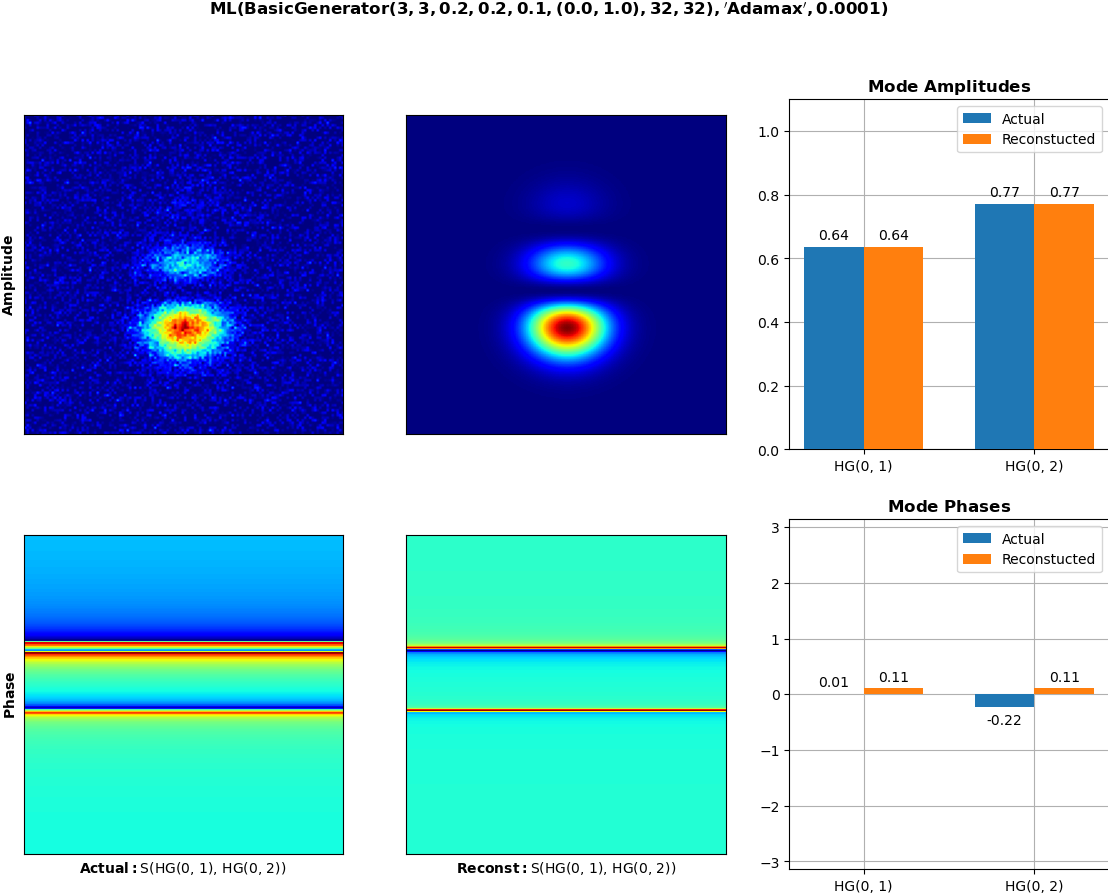 ML(BasicGenerator(3, 3, 0.2, 0.2, 0.1, (0.0, 1.0), 32, 32), ′Adamax′, 0.0001)
Mode Amplitudes
Actual
Reconstucted
1.0
0.8
0.6
0.4
0.2
0.0
0.64
0.64
0.77
0.77
HG(0, 1)
HG(0, 2)
Amplitude
Mode Phases
Actual
Reconstucted
3
2
1
0
−1
−2
−3
0.01
0.11
-0.22
0.11
HG(0, 1)
HG(0, 2)
Phase
Actual: S(HG(0, 1), HG(0, 2))
Reconst: S(HG(0, 1), HG(0, 2))